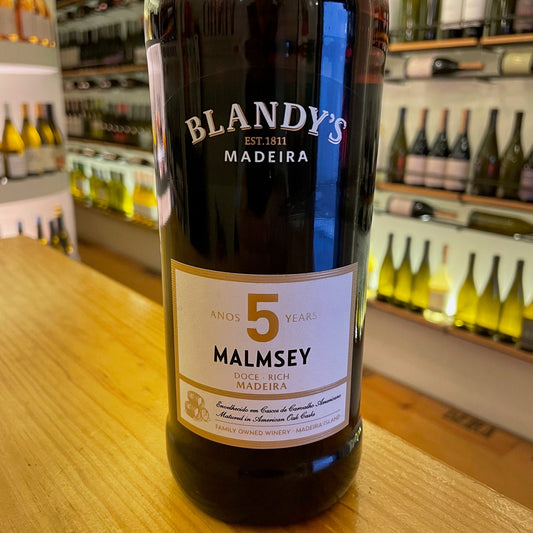 BLANDY'S
EST. 1811
MADEIRA
ANOS 5 YEARS
MALMSEY
DOCE · RICH
MADEIRA
Envelhecido em Cascos de Carvalho Americano
Matured in American Oak Casks
FAMILY OWNED WINERY · MADEIRA ISLAND